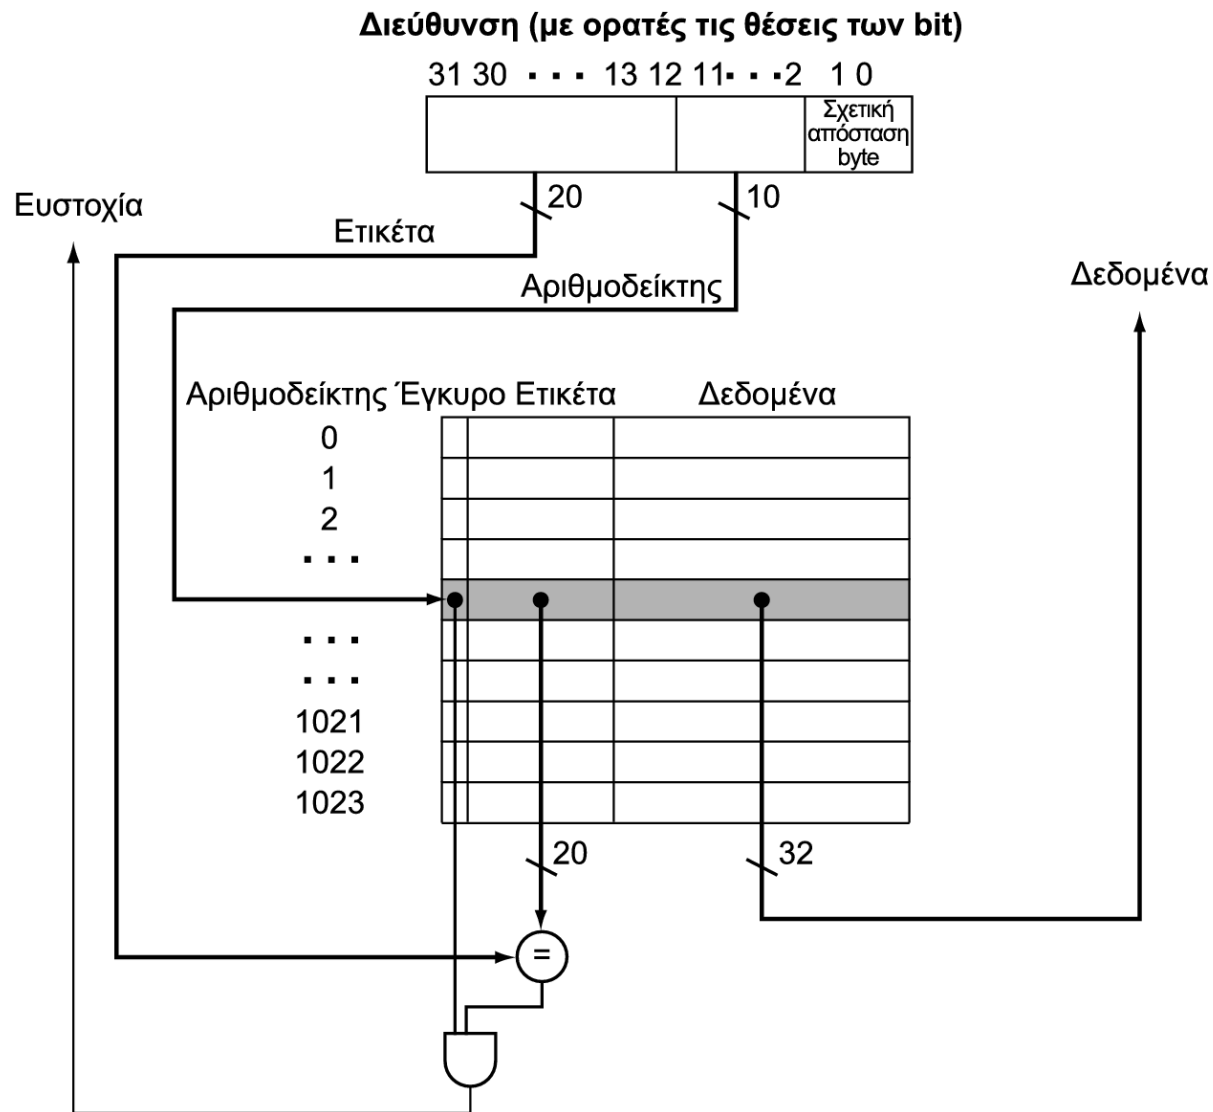 Διεύθυνση (με ορατές τις θέσεις των bit)
31 30 ▪ ▪ ▪ 13 12 11 ▪ ▪ ▪ 2 1 0
Σχετική
απόσταση
byte
20
10
Ευστοχία
Ετικέτα
Αριθμοδείκτης
Δεδομένα
Αριθμοδείκτης Έγκυρο Ετικέτα Δεδομένα
0
1
2
▪ ▪ ▪
▪ ▪ ▪
▪ ▪ ▪
1021
1022
1023
20
32
=